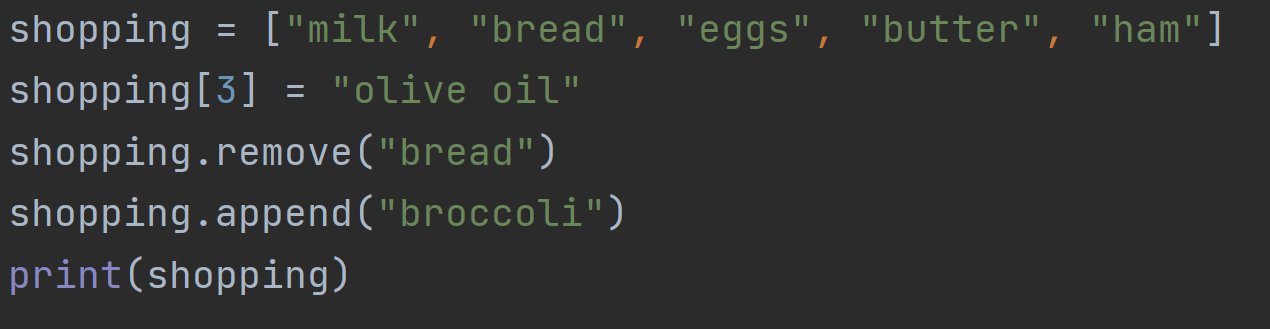 shopping = ["milk", "bread", "eggs", "butter", "ham"]
shopping[3] = "olive oil"
shopping.remove("bread")
shopping.append("broccoli")
print(shopping)